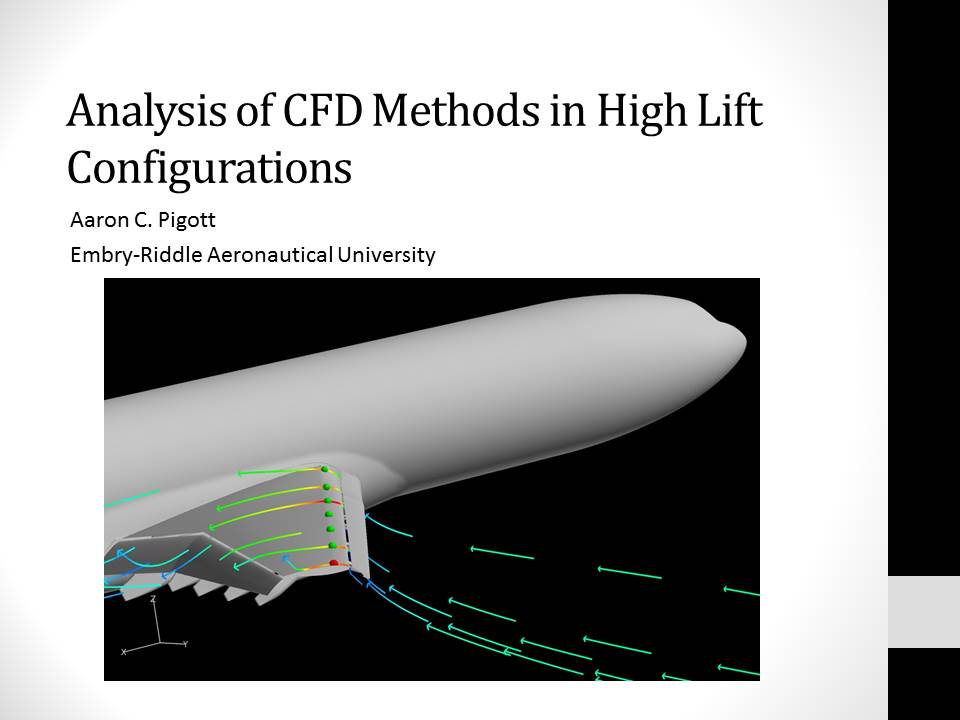 Analysis of CFD Methods in High Lift
Configurations
Aaron C. Pigott
Embry-Riddle Aeronautical University
Z
X
Y